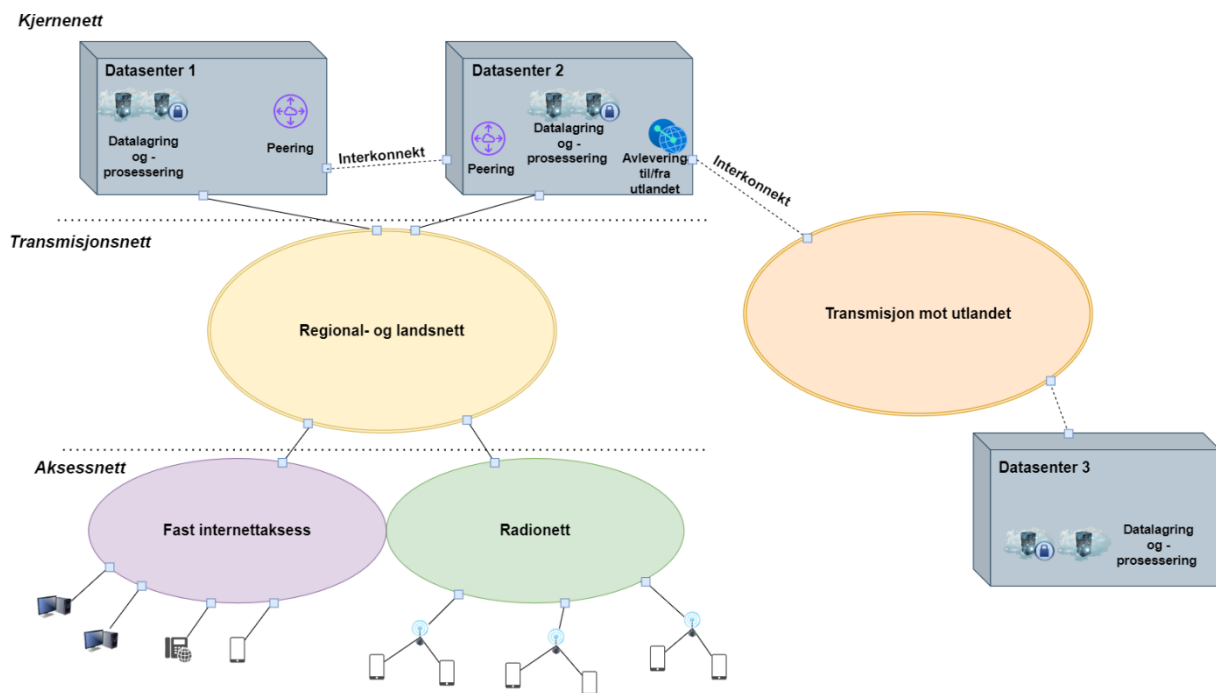 Kjernenett
Datasenter 1
Datalagring
og -
prosessering
Peering
Interkonnekt
Datasenter 2
Peering
Datalagring
og -
prosessering
Avlevering
til/fra
utlandet
Interkonnekt
Transmisjonsnett
Regional- og landsnett
Transmisjon mot utlandet
Aksessnett
Fast internettaksess
Radionett
Datasenter 3
Datalagring
og -
prosessering